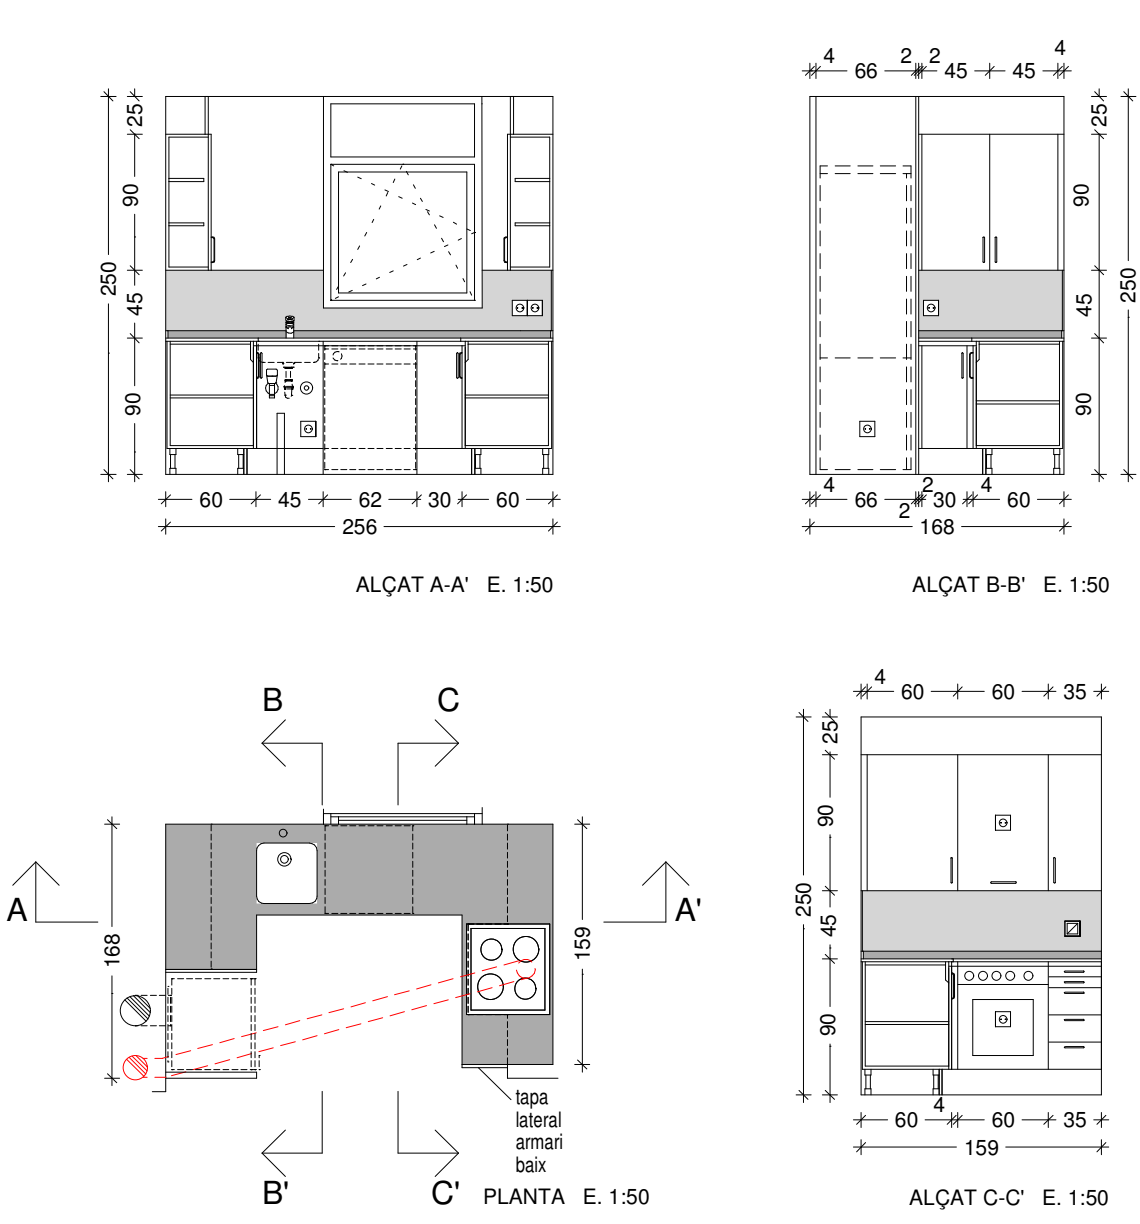 4 2 2 4
66 45 45
25
90
45
90
250
60 45 62 30 60
256
25
90
45
90
250
4 66 2 2 30 4 60
168
ALÇAT A-A' E. 1:50
ALÇAT B-B' E. 1:50
B C
A A'
168
159
tapa
lateral
armari
baix
B' C'
PLANTA E. 1:50
4
60 60 35
25
90
45
90
250
60 4 60 35
159
ALÇAT C-C' E. 1:50